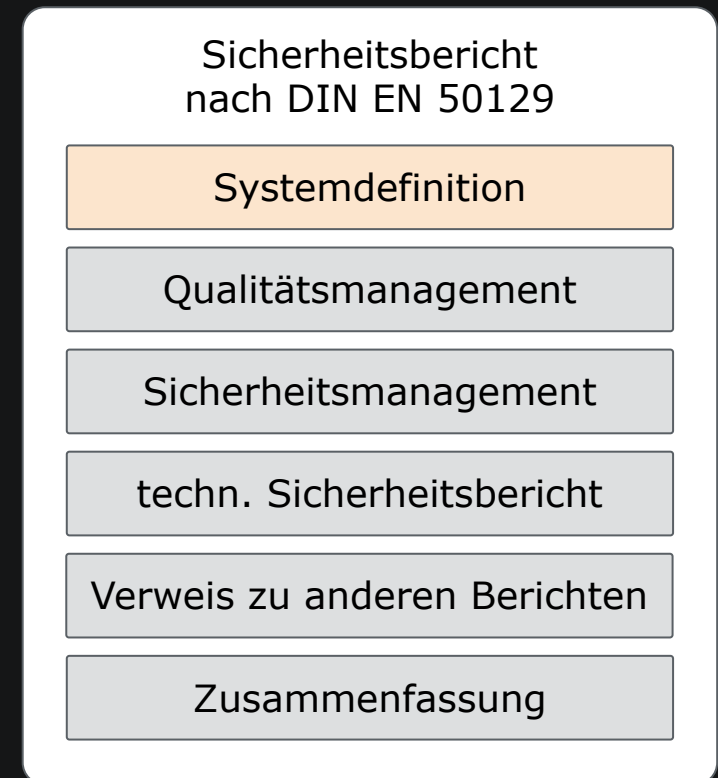 Sicherheitsbericht
nach DIN EN 50129
Systemdefinition
Qualitätsmanagement
Sicherheitsmanagement
techn. Sicherheitsbericht
Verweis zu anderen Berichten
Zusammenfassung